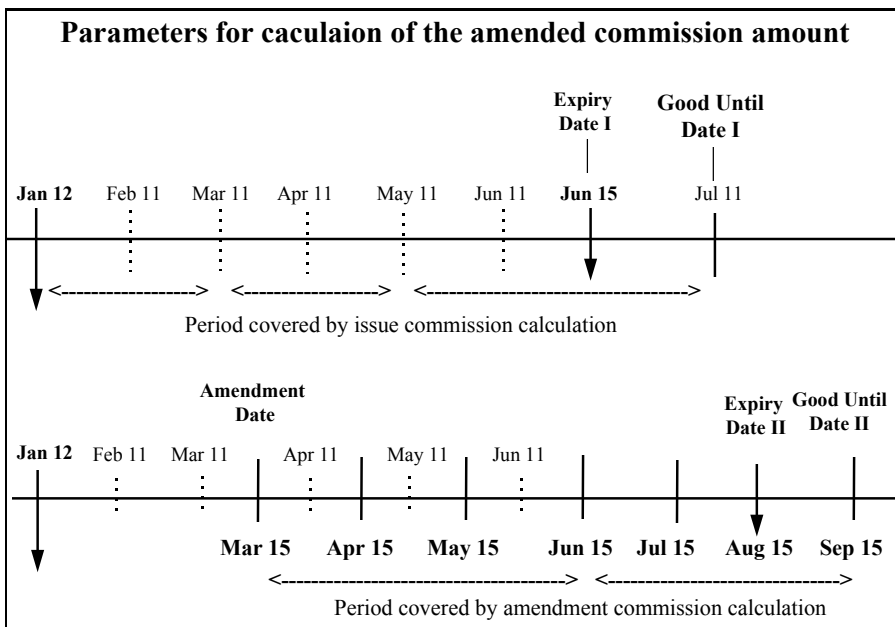 Parameters for caculaion of the amended commission amount
Expiry
Date I
Good Until
Date I
Jan 12 Feb 11 Mar 11 Apr 11 May 11 Jun 11 Jun 15 Jul 11
Period covered by issue commission calculation
Amendment
Date
Expiry
Date II
Good Until
Date II
Jan 12 Feb 11 Mar 11 Apr 11 May 11 Jun 11
Mar 15 Apr 15 May 15 Jun 15 Jul 15 Aug 15 Sep 15
Period covered by amendment commission calculation